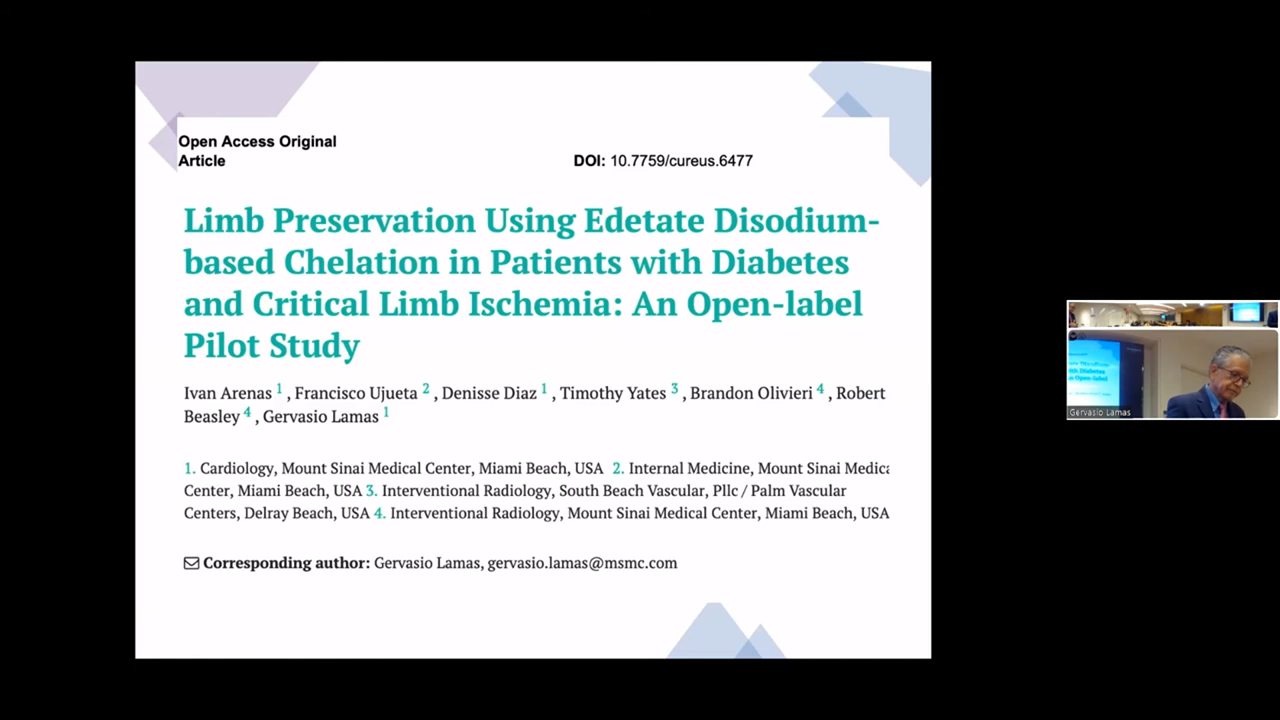 Open Access Original
Article
DOI: 10.7759/cureus.6477
Limb Preservation Using Edetate Disodium-
based Chelation in Patients with Diabetes
and Critical Limb Ischemia: An Open-label
Pilot Study
Ivan Arenas 1 , Francisco Ujueta 2 , Denisse Diaz 1 , Timothy Yates 3 , Brandon Olivieri 4 , Robert
Beasley 4 , Gervasio Lamas 1
1. Cardiology, Mount Sinai Medical Center, Miami Beach, USA 2. Internal Medicine, Mount Sinai Medica
Center, Miami Beach, USA 3. Interventional Radiology, South Beach Vascular, Pllc / Palm Vascular
Centers, Delray Beach, USA 4. Interventional Radiology, Mount Sinai Medical Center, Miami Beach, USA
Corresponding author: Gervasio Lamas, gervasio.lamas@msmc.com
Gervasio Lamas